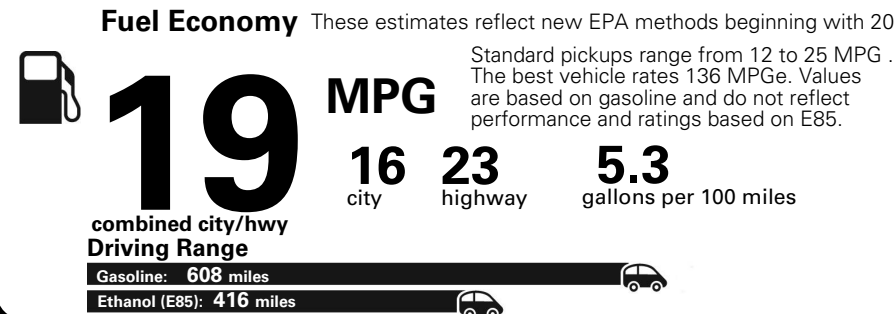 Fuel Economy These estimates reflect new EPA methods beginning with 20
Standard pickups range from 12 to 25 MPG .
The best vehicle rates 136 MPGe. Values
are based on gasoline and do not reflect
performance and ratings based on E85.
19 MPG
16 23 5.3
city highway gallons per 100 miles
combined city/hwy
Driving Range
Gasoline: 608 miles
Ethanol (E85): 416 miles